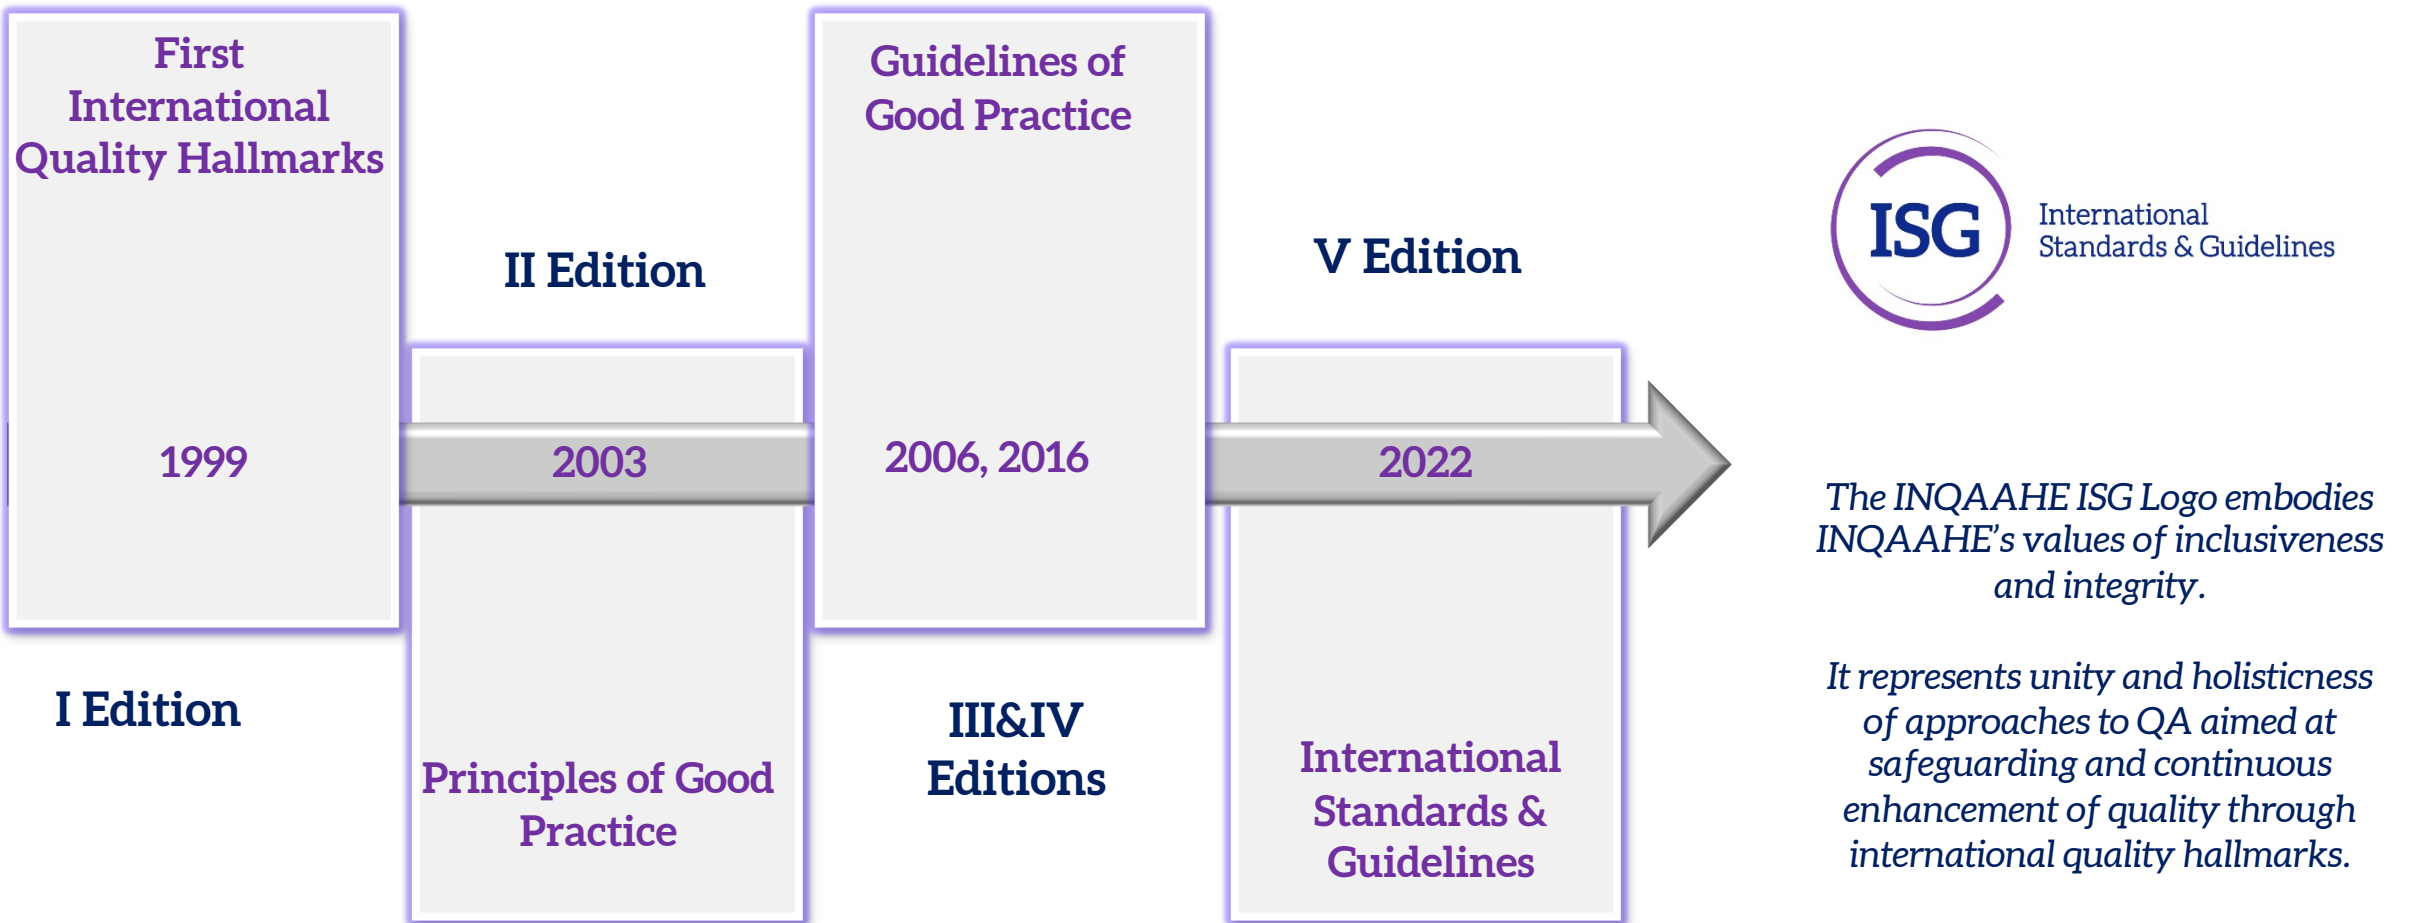 First
International
Quality Hallmarks
1999
I Edition
II Edition
2003
Principles of Good
Practice
Guidelines of
Good Practice
2006, 2016
III&IV
Editions
V Edition
2022
International
Standards &
Guidelines
ISG
International
Standards & Guidelines
The INQAAHE ISG Logo embodies
INQAAHE’s values of inclusiveness
and integrity.
It represents unity and holisticness
of approaches to QA aimed at
safeguarding and continuous
enhancement of quality through
international quality hallmarks.